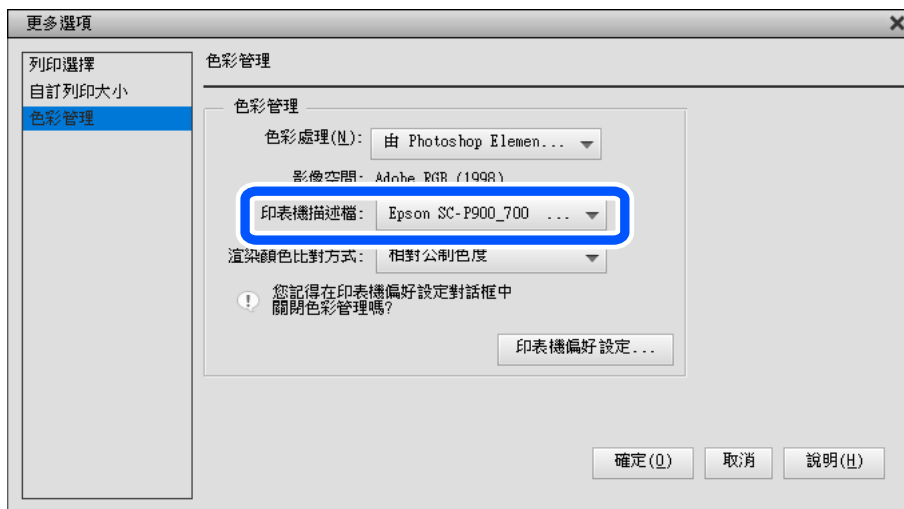 更多選項
列印選擇
自訂列印大小
色彩管理
色彩管理
色彩管理
色彩處理(N): 由 Photoshop Elemen...
影像空間: Adobe RGB (1998)
印表機描述檔: Epson SC-P900_700 ...
渲染顏色比對方式: 相對公制色度
您記得在印表機偏好設定對話框中
關閉色彩管理嗎?
印表機偏好設定...
確定(O) 取消 說明(H)